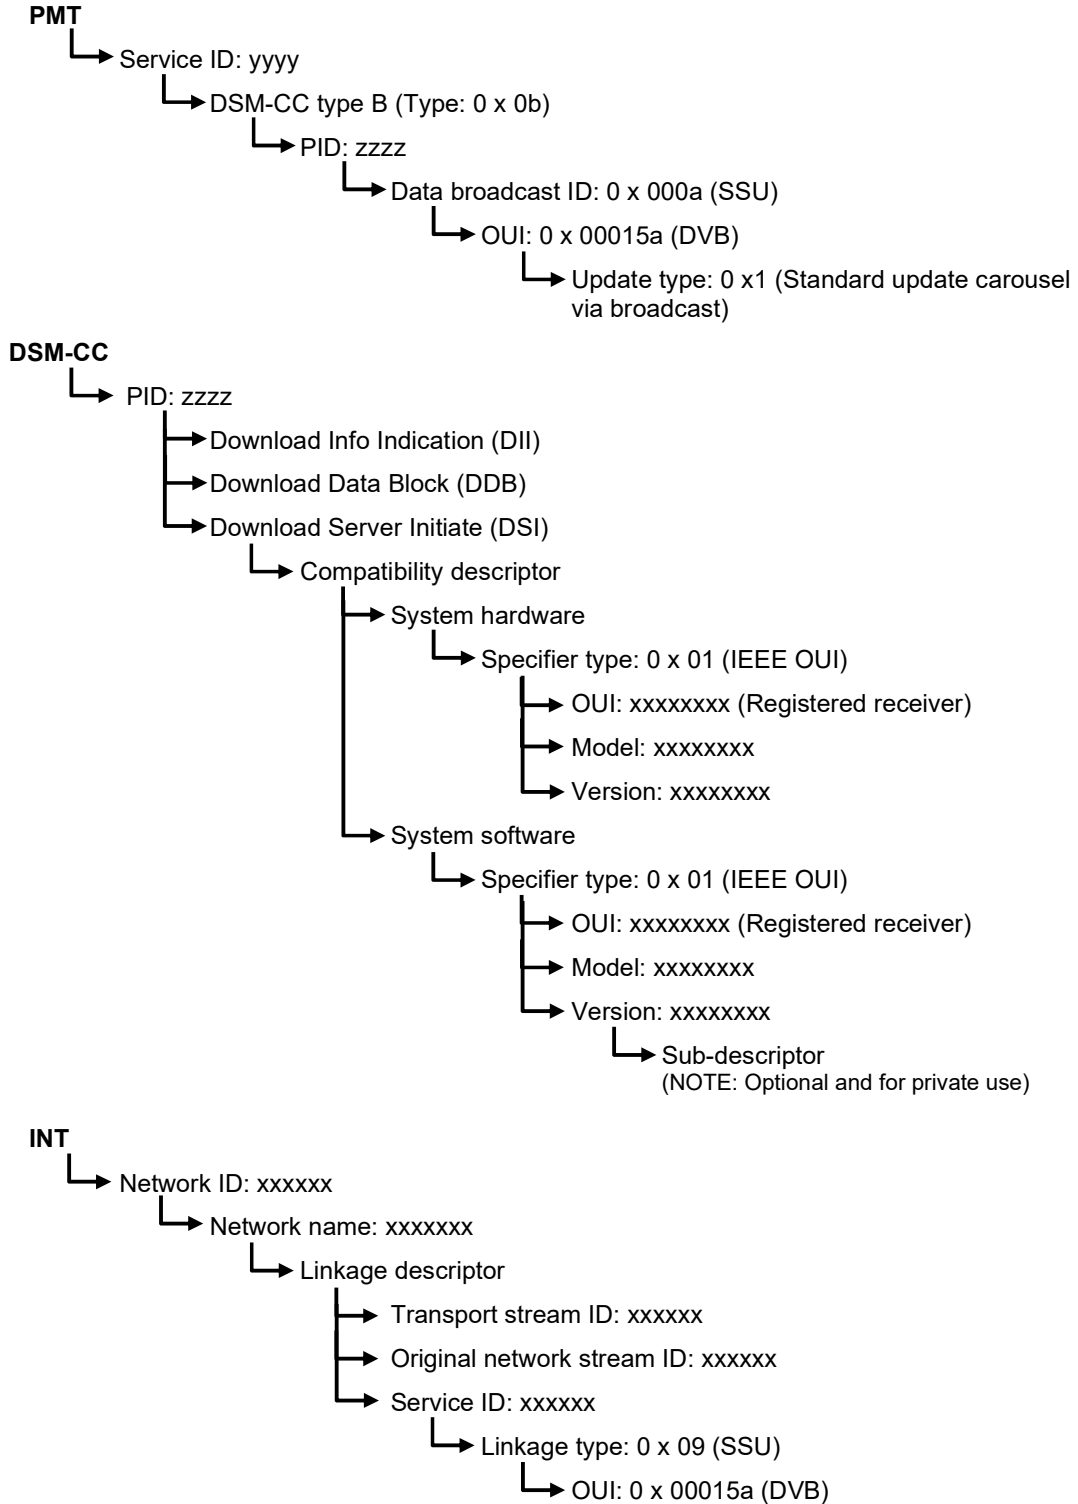 PMT
Service ID: yyyy
DSM-CC type B (Type: 0 x 0b)
PID: zzzz
Data broadcast ID: 0 x 000a (SSU)
OUI: 0 x 00015a (DVB)
Update type: 0 x1 (Standard update carousel
via broadcast)
DSM-CC
PID: zzzz
Download Info Indication (DII)
Download Data Block (DDB)
Download Server Initiate (DSI)
Compatibility descriptor
System hardware
Specifier type: 0 x 01 (IEEE OUI)
OUI: xxxxxxxx (Registered receiver)
Model: xxxxxxxx
Version: xxxxxxxx
System software
Specifier type: 0 x 01 (IEEE OUI)
OUI: xxxxxxxx (Registered receiver)
Model: xxxxxxxx
Version: xxxxxxxx
Sub-descriptor
(NOTE: Optional and for private use)
INT
Network ID: xxxxxx
Network name: xxxxxxx
Linkage descriptor
Transport stream ID: xxxxxx
Original network stream ID: xxxxxx
Service ID: xxxxxx
Linkage type: 0 x 09 (SSU)
OUI: 0 x 00015a (DVB)